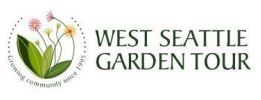 WEST SEATTLE
GARDEN TOUR
Growing community since 1995